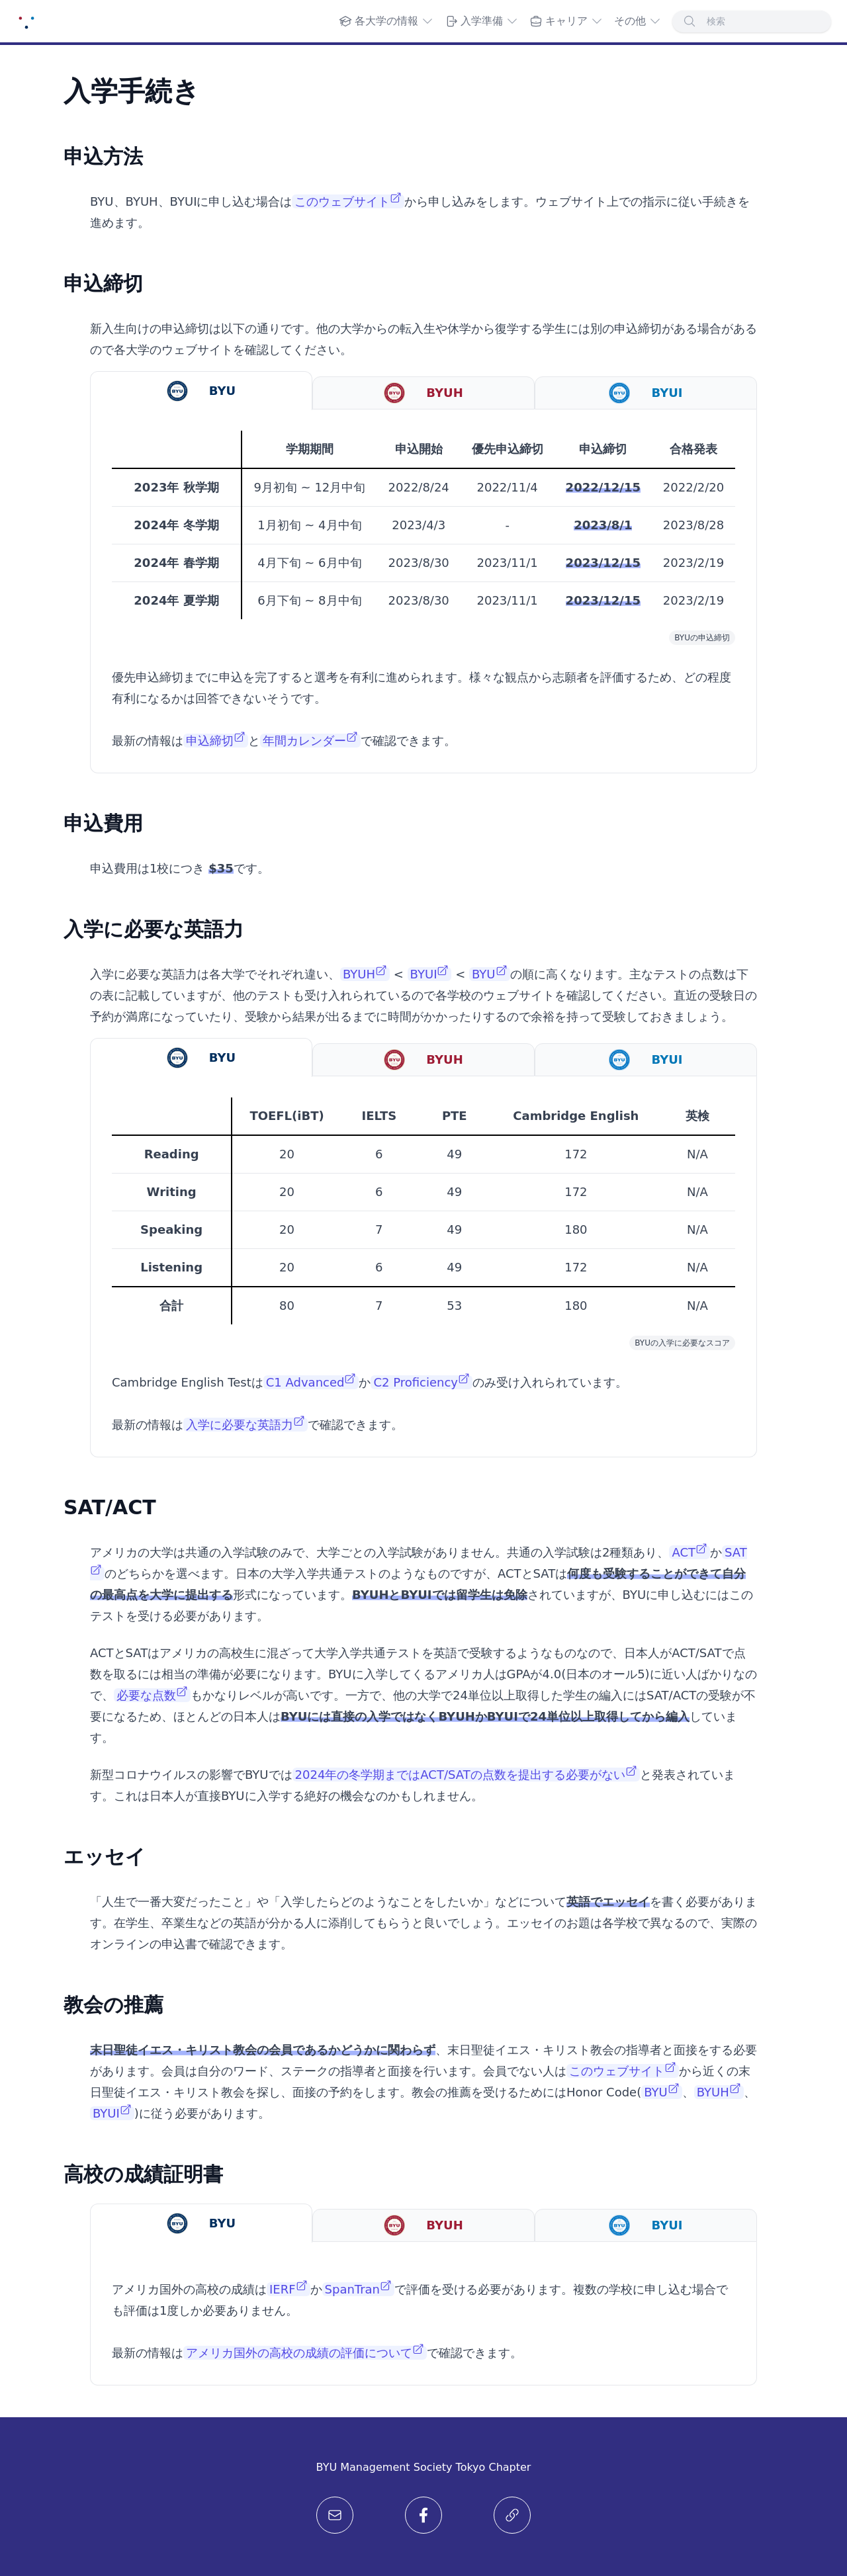 各大学の情報 入学準備 キャリア その他 検索
入学手続き
申込方法
BYU、BYUH、BYUIに申し込む場合はこのウェブサイトから申し込みをします。ウェブサイト上での指示に従い手続きを
進めます。
申込締切
新入生向けの申込締切は以下の通りです。他の大学からの転入生や休学から復学する学生には別の申込締切がある場合がある
ので各大学のウェブサイトを確認してください。
BYU BYUH BYUI
学期期間 申込開始 優先申込締切 申込締切 合格発表
2023年 秋学期 9月初旬 ~ 12月中旬 2022/8/24 2022/11/4 2022/12/15 2022/2/20
2024年 冬学期 1月初旬 ~ 4月中旬 2023/4/3 - 2023/8/1 2023/8/28
2024年 春学期 4月下旬 ~ 6月中旬 2023/8/30 2023/11/1 2023/12/15 2023/2/19
2024年 夏学期 6月下旬 ~ 8月中旬 2023/8/30 2023/11/1 2023/12/15 2023/2/19
BYUの申込締切
優先申込締切までに申込を完了すると選考を有利に進められます。様々な観点から志願者を評価するため、どの程度
有利になるかは回答できないそうです。
最新の情報は申込締切と年間カレンダーで確認できます。
申込費用
申込費用は1校につき $35です。
入学に必要な英語力
入学に必要な英語力は各大学でそれぞれ違い、BYUH < BYUI < BYUの順に高くなります。主なテストの点数は下
の表に記載していますが、他のテストも受け入れられているので各学校のウェブサイトを確認してください。直近の受験日の
予約が満席になっていたり、受験から結果が出るまでに時間がかかったりするので余裕を持って受験しておきましょう。
BYU BYUH BYUI
TOEFL(iBT) IELTS PTE Cambridge English 英検
Reading 20 6 49 172 N/A
Writing 20 6 49 172 N/A
Speaking 20 7 49 180 N/A
Listening 20 6 49 172 N/A
合計 80 7 53 180 N/A
BYUの入学に必要なスコア
Cambridge English TestはC1 AdvancedかC2 Proficiencyのみ受け入れられています。
最新の情報は入学に必要な英語力で確認できます。
SAT/ACT
アメリカの大学は共通の入学試験のみで、大学ごとの入学試験がありません。共通の入学試験は2種類あり、ACTかSAT
のどちらかを選べます。日本の大学入学共通テストのようなものですが、ACTとSATは何度も受験することができて自分
の最高点を大学に提出する形式になっています。BYUHとBYUIでは留学生は免除されていますが、BYUに申し込むにはこの
テストを受ける必要があります。
ACTとSATはアメリカの高校生に混ざって大学入学共通テストを英語で受験するようなものなので、日本人がACT/SATで点
数を取るには相当の準備が必要になります。BYUに入学してくるアメリカ人はGPAが4.0(日本のオール5)に近い人ばかりなの
で、必要な点数もかなりレベルが高いです。一方で、他の大学で24単位以上取得した学生の編入にはSAT/ACTの受験が不
要になるため、ほとんどの日本人はBYUには直接の入学ではなくBYUHかBYUIで24単位以上取得してから編入していま
す。
新型コロナウイルスの影響でBYUでは2024年の冬学期まではACT/SATの点数を提出する必要がないと発表されていま
す。これは日本人が直接BYUに入学する絶好の機会なのかもしれません。
エッセイ
「人生で一番大変だったこと」や「入学したらどのようなことをしたいか」などについて英語でエッセイを書く必要がありま
す。在学生、卒業生などの英語が分かる人に添削してもらうと良いでしょう。エッセイのお題は各学校で異なるので、実際の
オンラインの申込書で確認できます。
教会の推薦
末日聖徒イエス・キリスト教会の会員であるかどうかに関わらず、末日聖徒イエス・キリスト教会の指導者と面接をする必要
があります。会員は自分のワード、ステークの指導者と面接を行います。会員でない人はこのウェブサイトから近くの末
日聖徒イエス・キリスト教会を探し、面接の予約をします。教会の推薦を受けるためにはHonor Code(BYU、BYUH、
BYUI)に従う必要があります。
高校の成績証明書
BYU BYUH BYUI
アメリカ国外の高校の成績はIERFかSpanTranで評価を受ける必要があります。複数の学校に申し込む場合で
も評価は1度しか必要ありません。
最新の情報はアメリカ国外の高校の成績の評価についてで確認できます。
BYU Management Society Tokyo Chapter